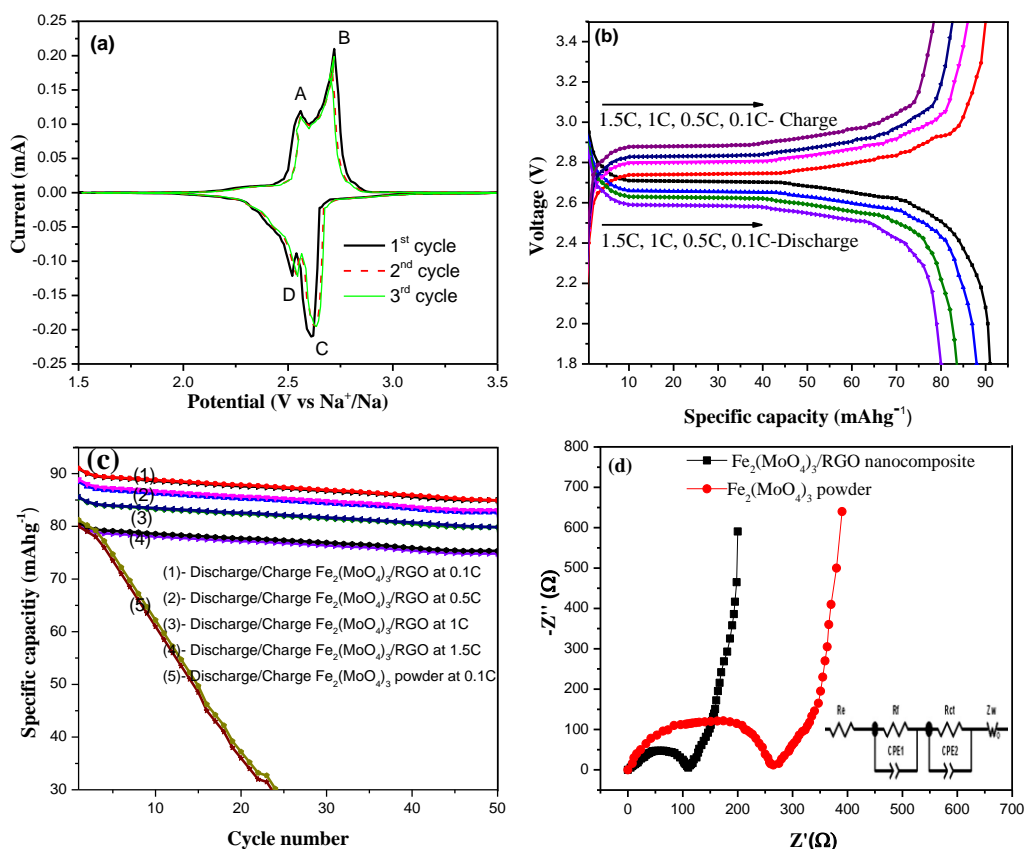 (a)
0.25
0.20
0.15
0.10
0.05
0.00
-0.05
-0.10
-0.15
-0.20
-0.25
Current (mA)
A
B
C
D
1st cycle
2nd cycle
3rd cycle
1.5 2.0 2.5 3.0 3.5
Potential (V vs Na+/Na)
(b)
3.4
3.2
3.0
2.8
2.6
2.4
2.2
2.0
1.8
Voltage (V)
1.5C, 1C, 0.5C, 0.1C- Charge
1.5C, 1C, 0.5C, 0.1C-Discharge
10 20 30 40 50 60 70 80 90
Specific capacity (mAhg-1)
(c)
90
85
80
75
70
65
60
55
50
45
40
35
30
Specific capacitiy (mAhg-1)
(1)
(2)
(3)
(4)
(5)
(1)- Discharge/Charge Fe2(MoO4)3/RGO at 0.1C
(2)- Discharge/Charge Fe2(MoO4)3/RGO at 0.5C
(3)- Discharge/Charge Fe2(MoO4)3/RGO at 1C
(4)- Discharge/Charge Fe2(MoO4)3/RGO at 1.5C
(5)- Discharge/Charge Fe2(MoO4)3 powder at 0.1C
10 20 30 40 50
Cycle number
(d)
Fe2(MoO4)3/RGO nanocomposite
Fe2(MoO4)3 powder
800
700
600
500
400
300
200
100
0
-Z'' (Ω)
Re Rf Rct Zw
CPE1 CPE2
0 100 200 300 400 500 600 700
Z'(Ω)